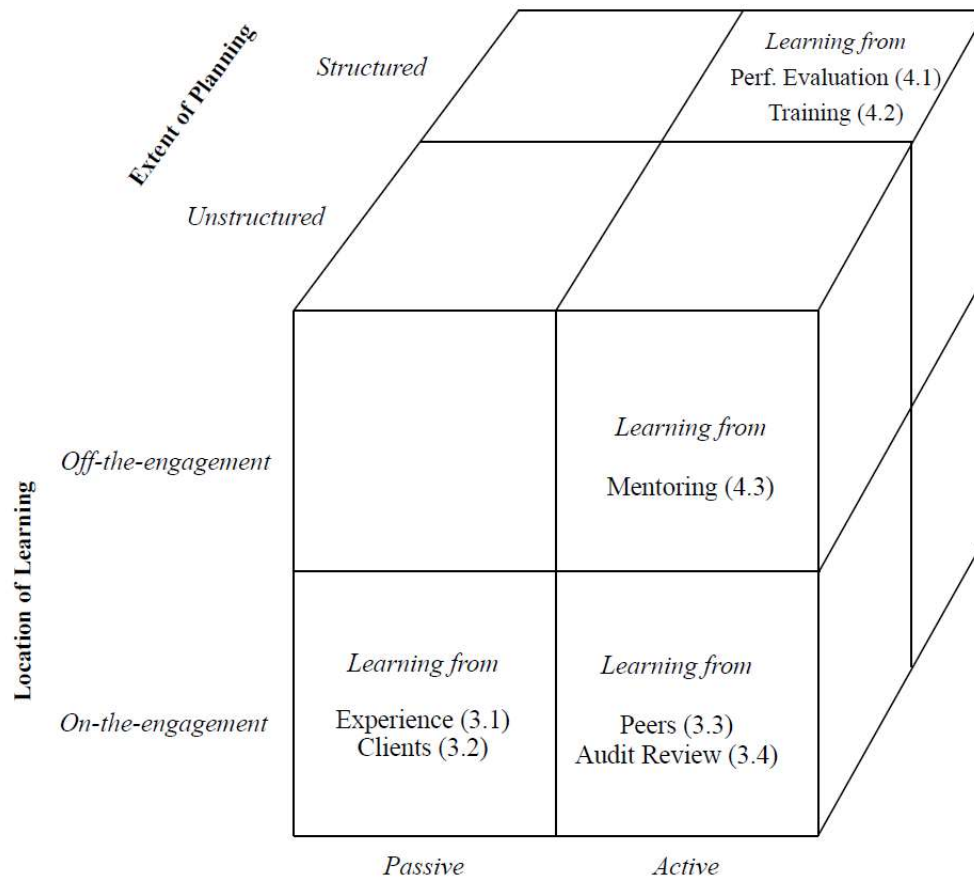 Extent of Planning
Structured
Unstructured
Learning from
Perf. Evaluation (4.1)
Training (4.2)
Location of Learning
Off-the-engagement
Learning from
Mentoring (4.3)
On-the-engagement
Learning from
Experience (3.1)
Clients (3.2)
Learning from
Peers (3.3)
Audit Review (3.4)
Passive
Active